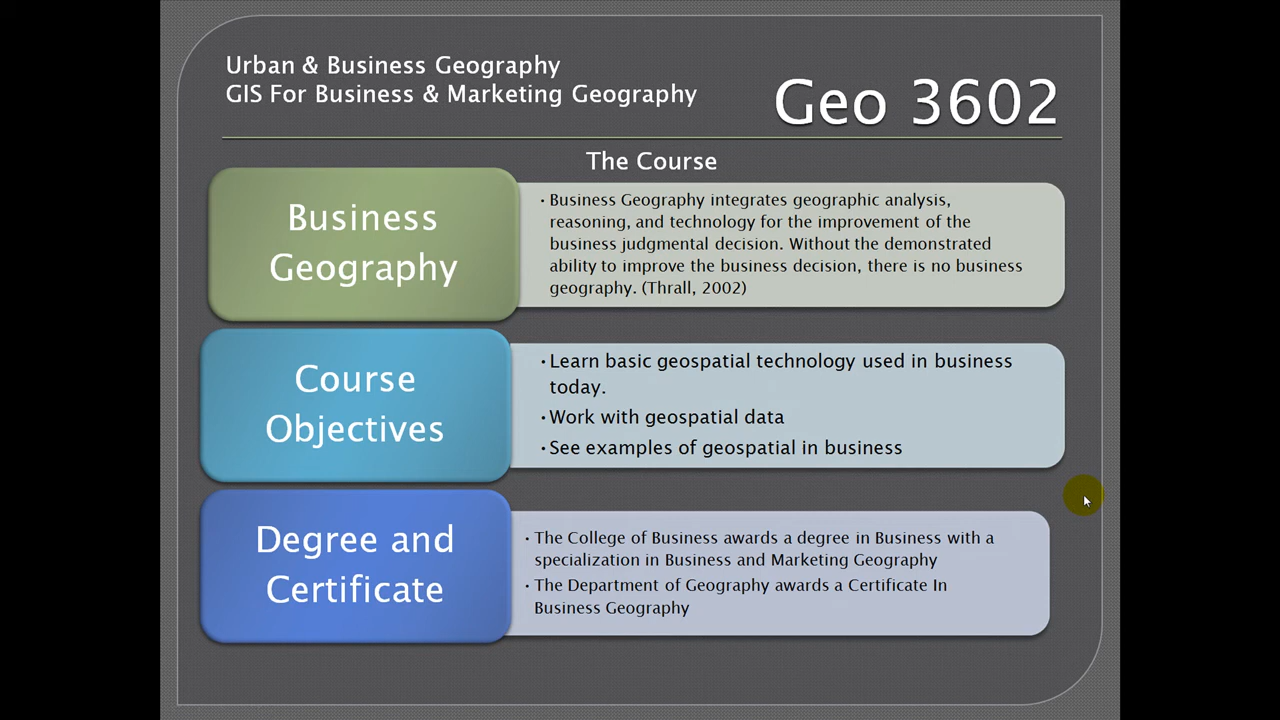 Urban & Business Geography
GIS For Business & Marketing Geography
Geo 3602
The Course
Business
Geography
· Business Geography integrates geographic analysis,
reasoning, and technology for the improvement of the
business judgmental decision. Without the demonstrated
ability to improve the business decision, there is no business
geography. (Thrall, 2002)
Course
Objectives
· Learn basic geospatial technology used in business
today.
· Work with geospatial data
· See examples of geospatial in business
Degree and
Certificate
· The College of Business awards a degree in Business with a
specialization in Business and Marketing Geography
· The Department of Geography awards a Certificate In
Business Geography